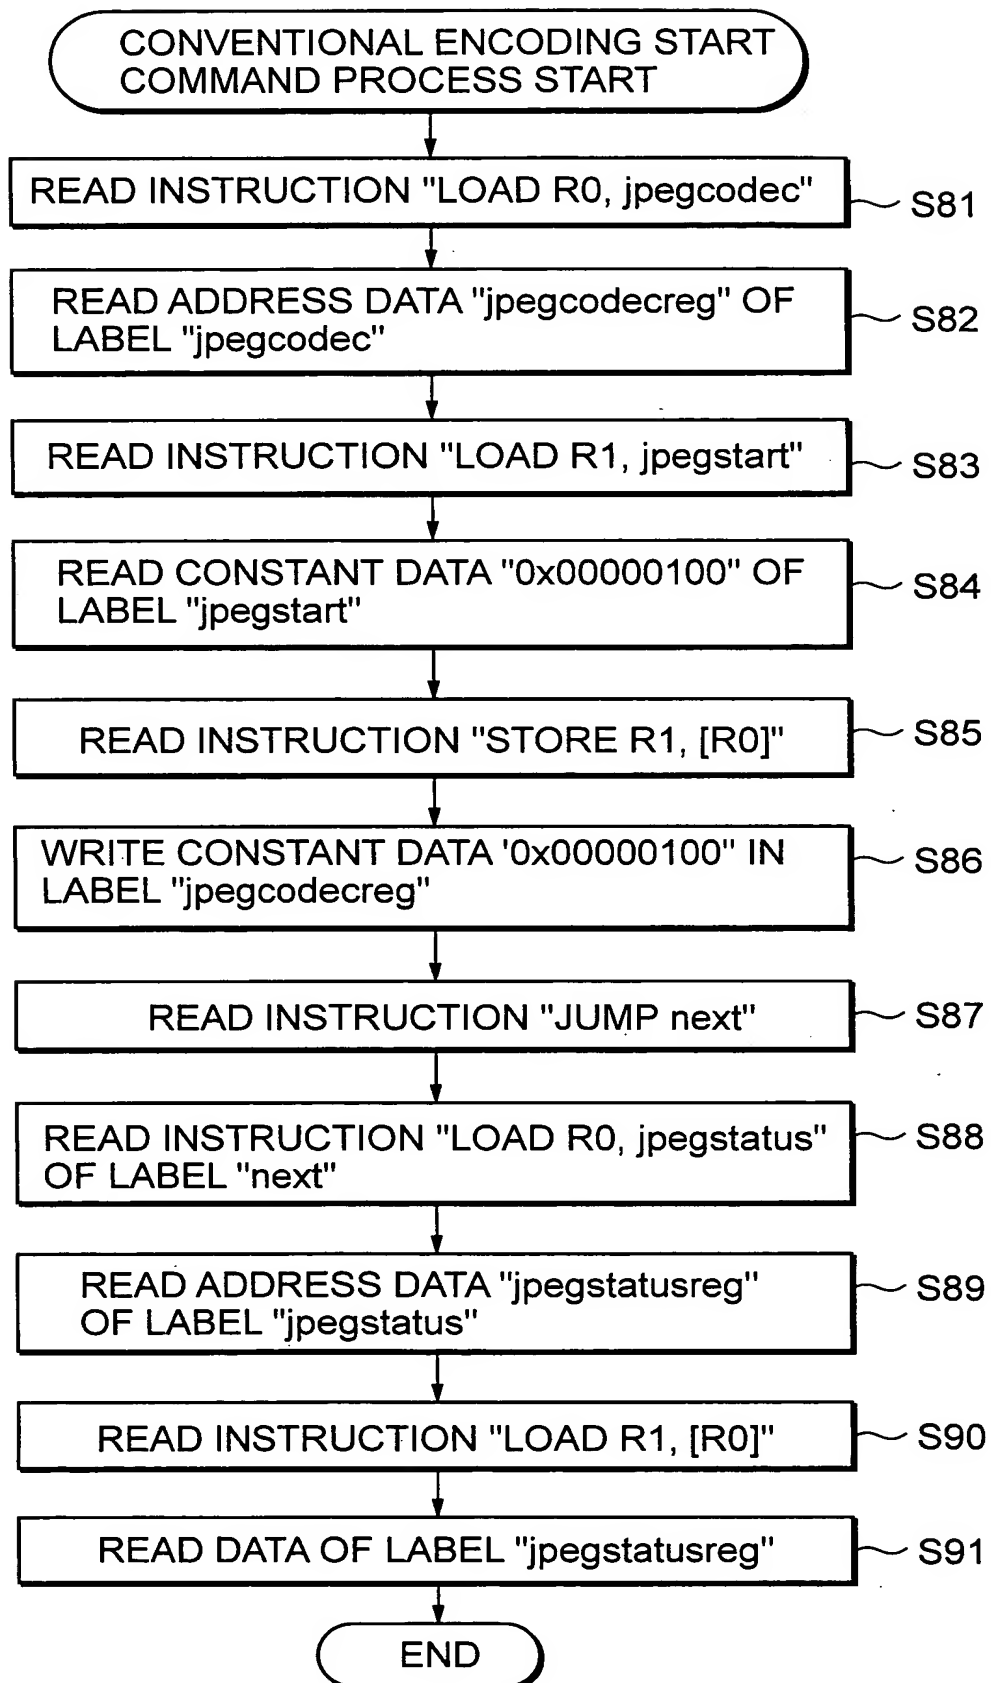 CONVENTIONAL ENCODING START
COMMAND PROCESS START
READ INSTRUCTION "LOAD R0, jpegcodec"
S81
READ ADDRESS DATA "jpegcodecreg" OF
LABEL "jpegcodec"
S82
READ INSTRUCTION "LOAD R1, jpegstart"
S83
READ CONSTANT DATA "0x00000100" OF
LABEL "jpegstart"
S84
READ INSTRUCTION "STORE R1, [R0]"
S85
WRITE CONSTANT DATA '0x00000100" IN
LABEL "jpegcodecreg"
S86
READ INSTRUCTION "JUMP next"
S87
READ INSTRUCTION "LOAD R0, jpegstatus"
OF LABEL "next"
S88
READ ADDRESS DATA "jpegstatusreg"
OF LABEL "jpegstatus"
S89
READ INSTRUCTION "LOAD R1, [R0]"
S90
READ DATA OF LABEL "jpegstatusreg"
S91
END